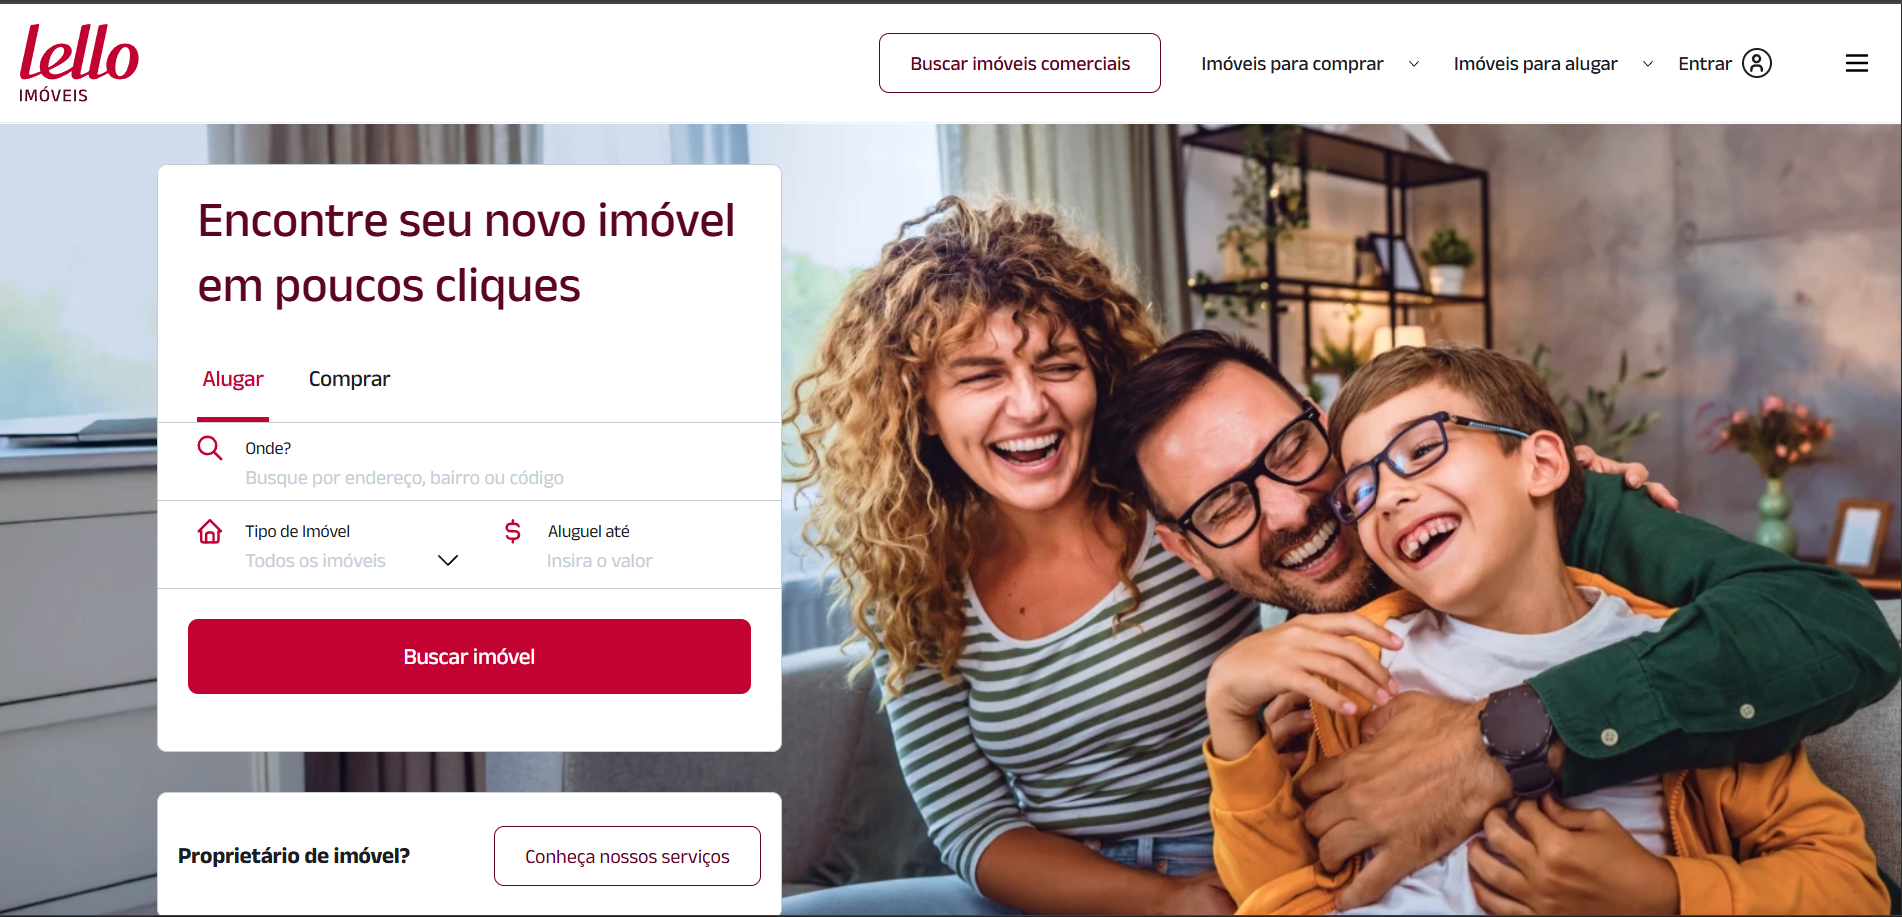 lello
IMÓVEIS
Buscar imóveis comerciais
Imóveis para comprar
Imóveis para alugar
Entrar
Encontre seu novo imóvel
em poucos cliques
Alugar
Comprar
Onde?
Busque por endereço, bairro ou código
Tipo de Imóvel
Todos os imóveis
$
Aluguel até
Insira o valor
Buscar imóvel
Proprietário de imóvel?
Conheça nossos serviços